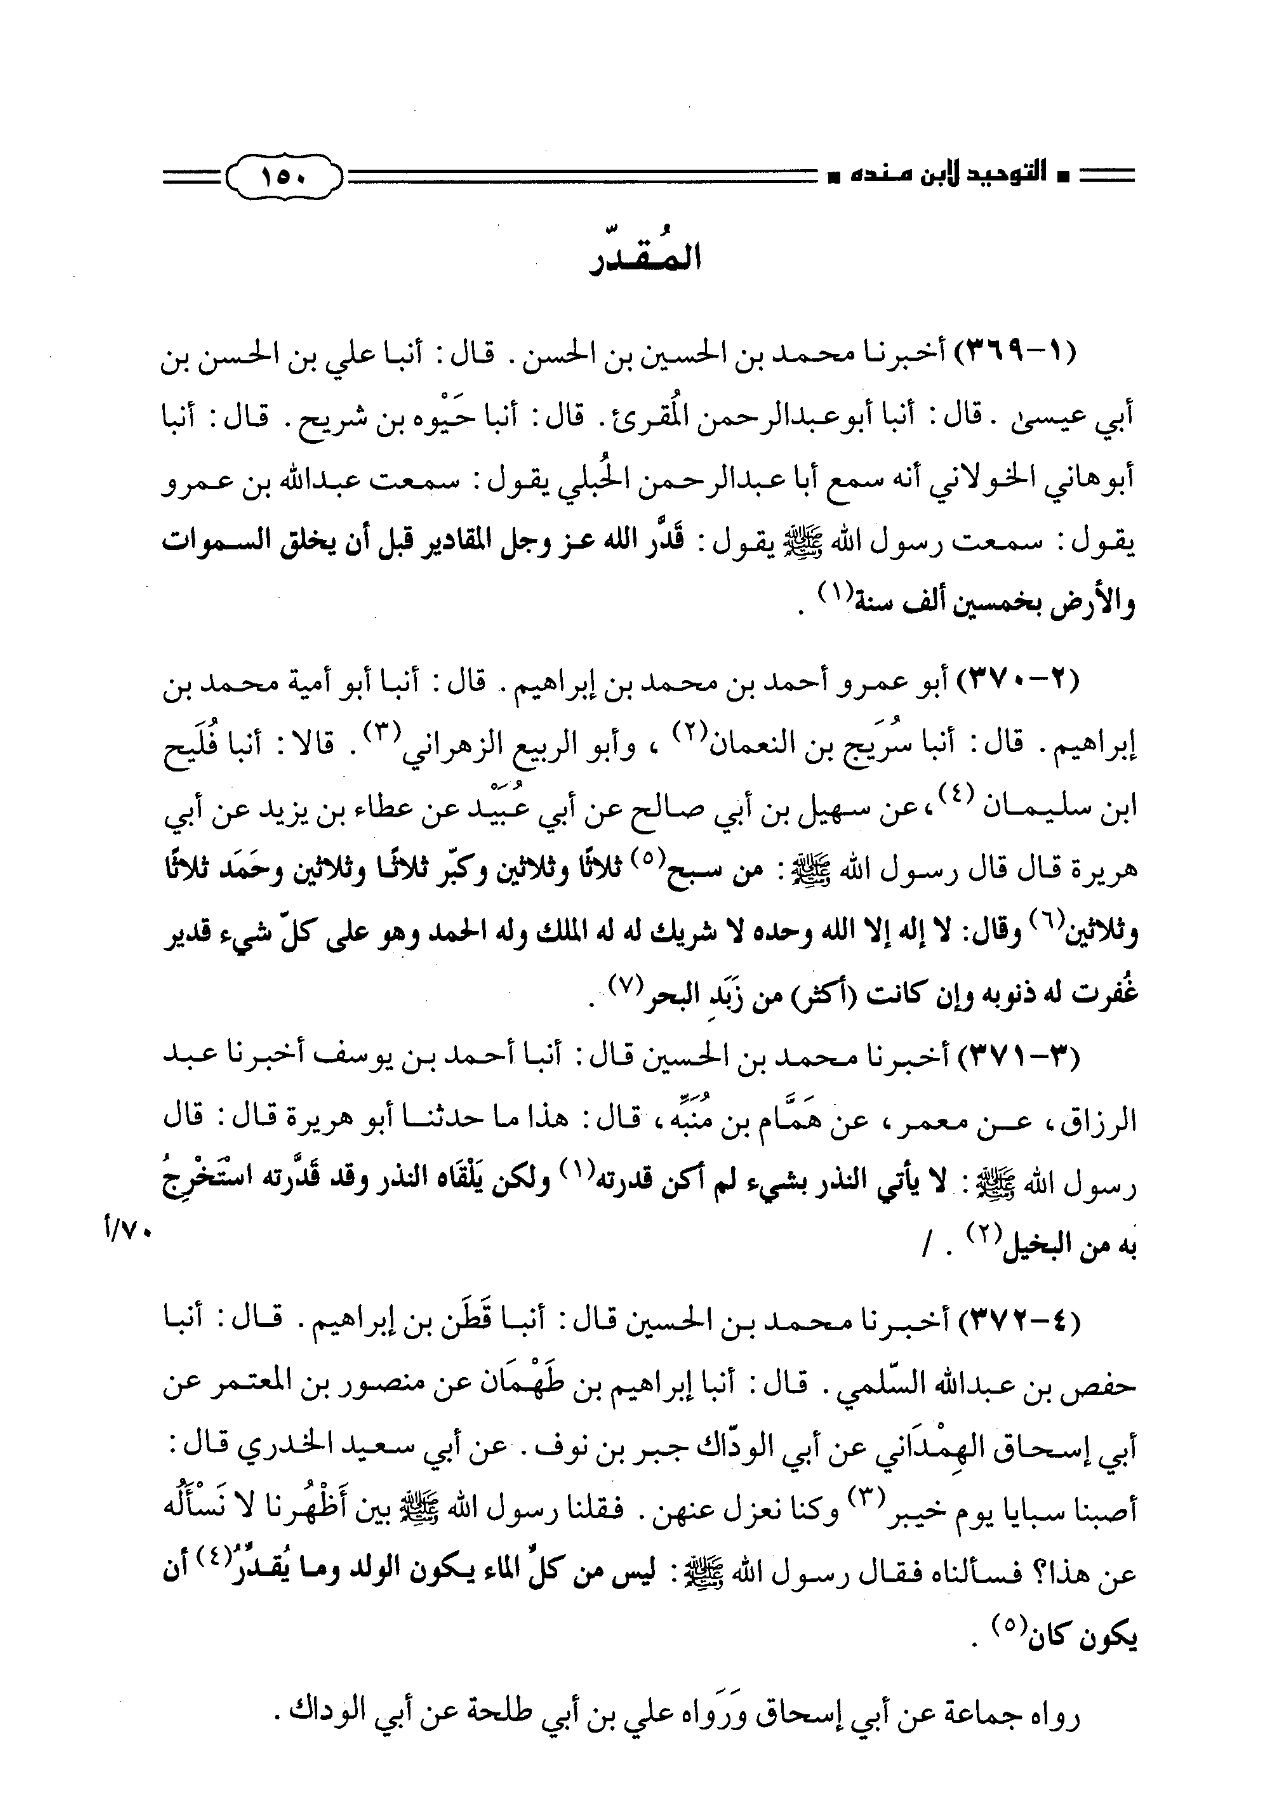 ■ التوحيد لابن منده ■ ١٥٠
المُقدّر
(١-٣٦٩) أخبرنا محمد بن الحسين بن الحسن. قال: أنبا علي بن الحسن بن
أبي عيسىٰ. قال: أنبا أبو عبدالرحمن المُقرئ. قال: أنبا حَيْوه بن شريح. قال: أنبا
أبوهاني الخولاني أنه سمع أبا عبدالرحمن الحُبلي يقول: سمعت عبدالله بن عمرو
يقول: سمعت رسول الله ﷺ يقول: قَدَّر الله عز وجل المقادير قبل أن يخلق السموات
والأرض بخمسين ألف سنة(١).
(٢-٣٧٠) أبو عمرو أحمد بن محمد بن إبراهيم. قال: أنبا أبو أمية محمد بن
إبراهيم. قال: أنبا سُرَيج بن النعمان(٢)، وأبو الربيع الزهراني(٣). قالا: أنبا فُلَيح
ابن سليمان (٤)، عن سهيل بن أبي صالح عن أبي عُبَيْد عن عطاء بن يزيد عن أبي
هريرة قال قال رسول الله ﷺ: من سبح(٥) ثلاثًا وثلاثين وكبّر ثلاثًا وثلاثين وحَمَد ثلاثًا
وثلاثين(٦) وقال: لا إله إلا الله وحده لا شريك له له الملك وله الحمد وهو على كلّ شيء قدير
غُفرت له ذنوبه وإن كانت (أكثر) من زَبَدِ البحر(٧).
(٣-٣٧١) أخبرنا محمد بن الحسين قال: أنبا أحمد بن يوسف أخبرنا عبد
الرزاق، عن معمر، عن هَمَّام بن مُنَبِّه، قال: هذا ما حدثنا أبو هريرة قال: قال
رسول الله ﷺ: لا يأتي النذر بشيء لم أكن قدرته(١) ولكن يَلْقَاه النذر وقد قَدَّرته اسْتَخْرِجُ
به من البخيل(٢). / ٧٠/أ
(٤-٣٧٢) أخبرنا محمد بن الحسين قال: أنبا قَطَن بن إبراهيم. قال: أنبا
حفص بن عبدالله السّلمي. قال: أنبا إبراهيم بن طَهْمَان عن منصور بن المعتمر عن
أبي إسحاق الهمْدَاني عن أبي الودّاك جبر بن نوف. عن أبي سعيد الخدري قال:
أصبنا سبايا يوم خيبر(٣) وكنا نعزل عنهن. فقلنا رسول الله ﷺ بين أَظْهُرنا لا نَسْأَلُه
عن هذا؟ فسألناه فقال رسول الله ﷺ: ليس من كلِّ الماء يكون الولد وما يُقدَّرُ(٤) أن
يكون كان(٥).
رواه جماعة عن أبي إسحاق وَرَواه علي بن أبي طلحة عن أبي الوداك.